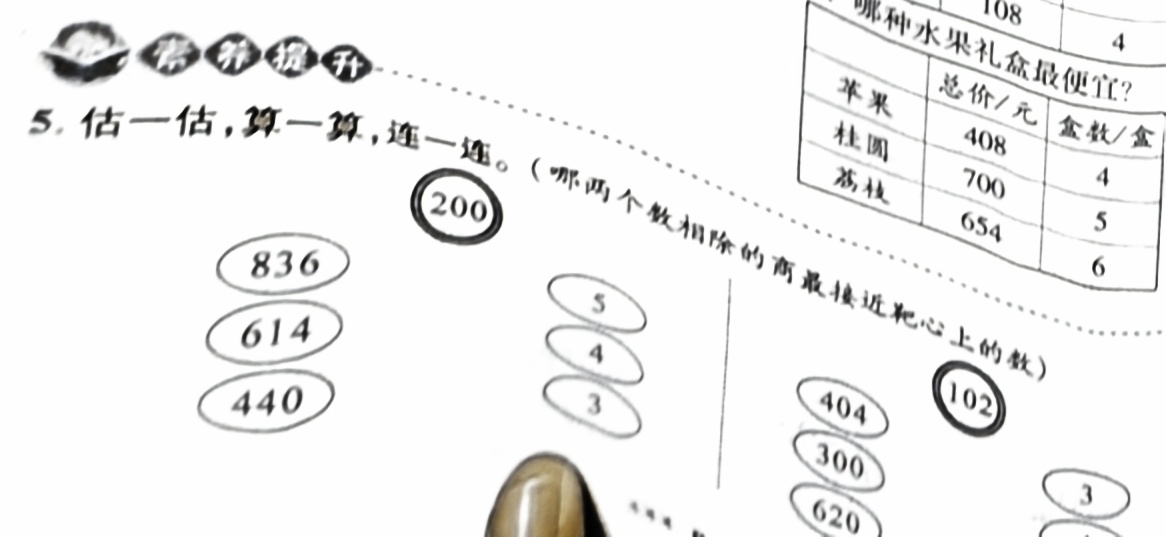 108
4
哪种水果礼盒最便宜?
总价/元 盒数/盒
苹果 408 4
桂圆 700 5
荔枝 654 6
素养提升
5. 估一估,算一算,连一连。(哪两个数相除的商最接近靶心上的数)
200
836
614
440
5
4
3
102
404
300
620
3